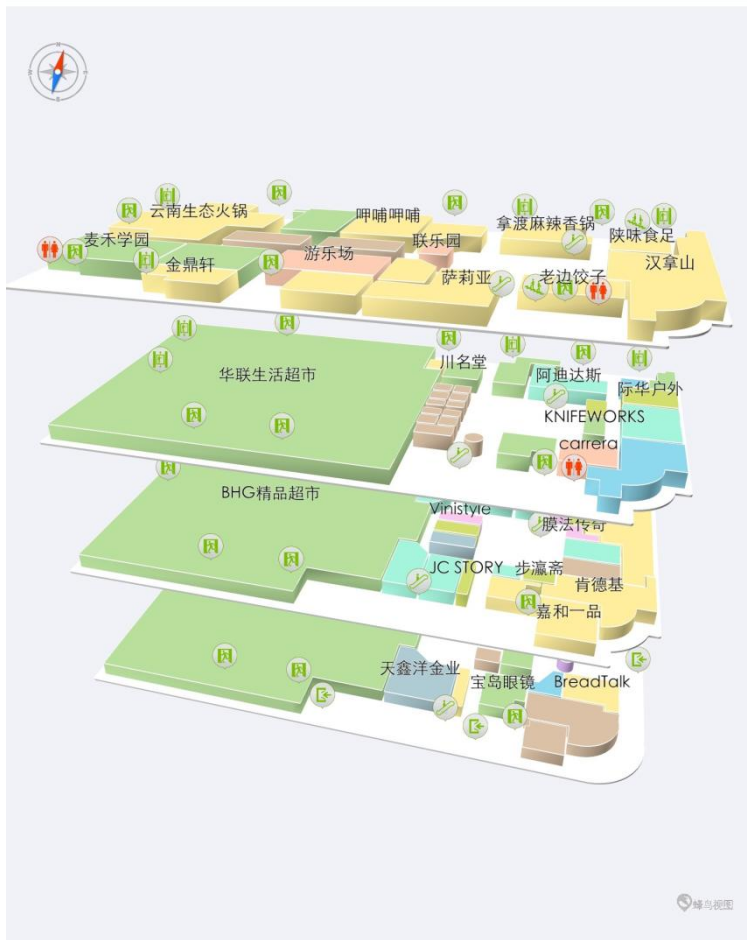 云南生态火锅
呷哺呷哺
拿渡麻辣香锅
陕味食足
麦禾学园
金鼎轩
游乐场
联乐园
汉拿山
萨莉亚
老边饺子
华联生活超市
川名堂
阿迪达斯
际华户外
KNIFEWORKS
carrera
BHG精品超市
Vinistyle
膜法传奇
JC STORY
步瀛斋
肯德基
嘉和一品
天鑫洋金业
宝岛眼镜
BreadTalk
蜂鸟视图